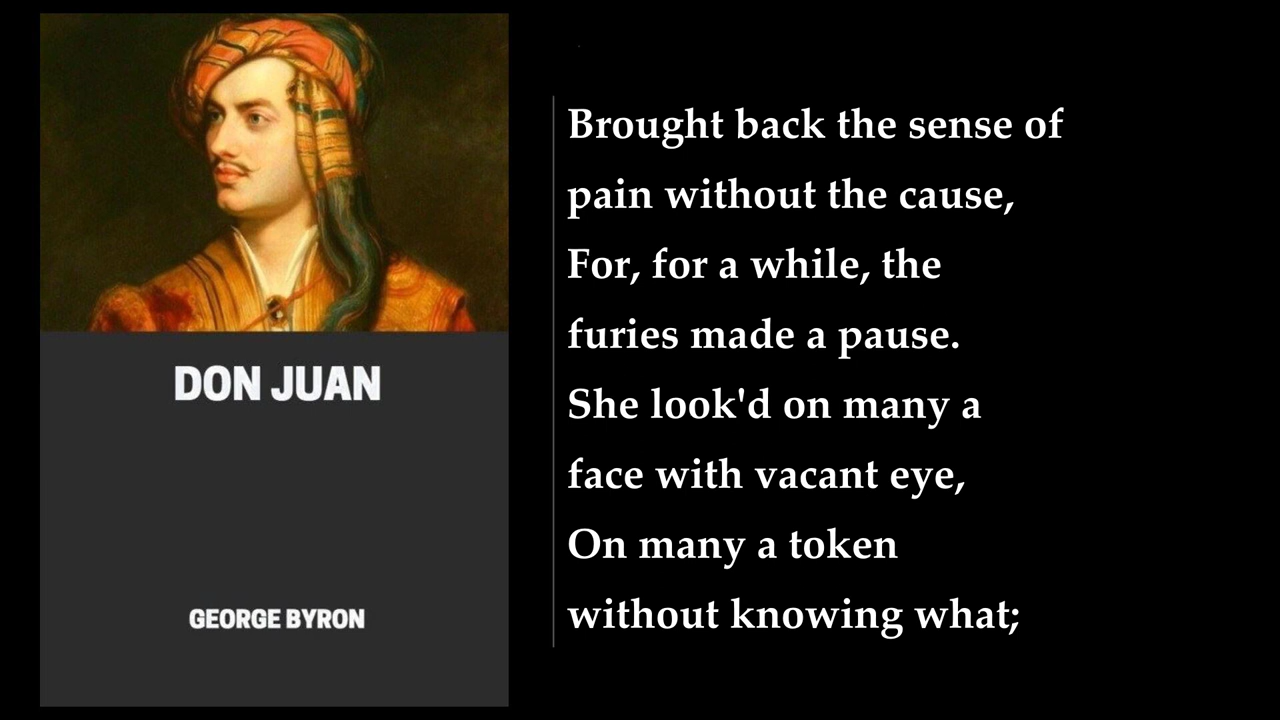 DON JUAN
GEORGE BYRON
Brought back the sense of
pain without the cause,
For, for a while, the
furies made a pause.
She look'd on many a
face with vacant eye,
On many a token
without knowing what;